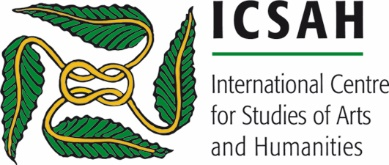 ICSAH
International Centre
for Studies of Arts
and Humanities